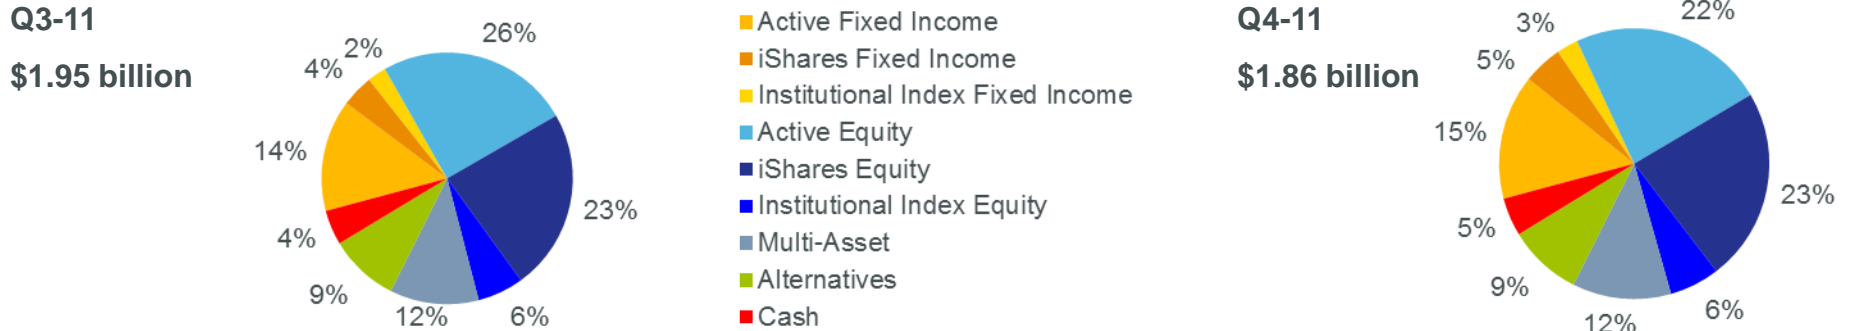 Q3-11
$1.95 billion
26%
2%
4%
14%
4%
9%
12%
6%
23%
Active Fixed Income
iShares Fixed Income
Institutional Index Fixed Income
Active Equity
iShares Equity
Institutional Index Equity
Multi-Asset
Alternatives
Cash
Q4-11
$1.86 billion
22%
3%
5%
15%
5%
9%
12%
6%
23%